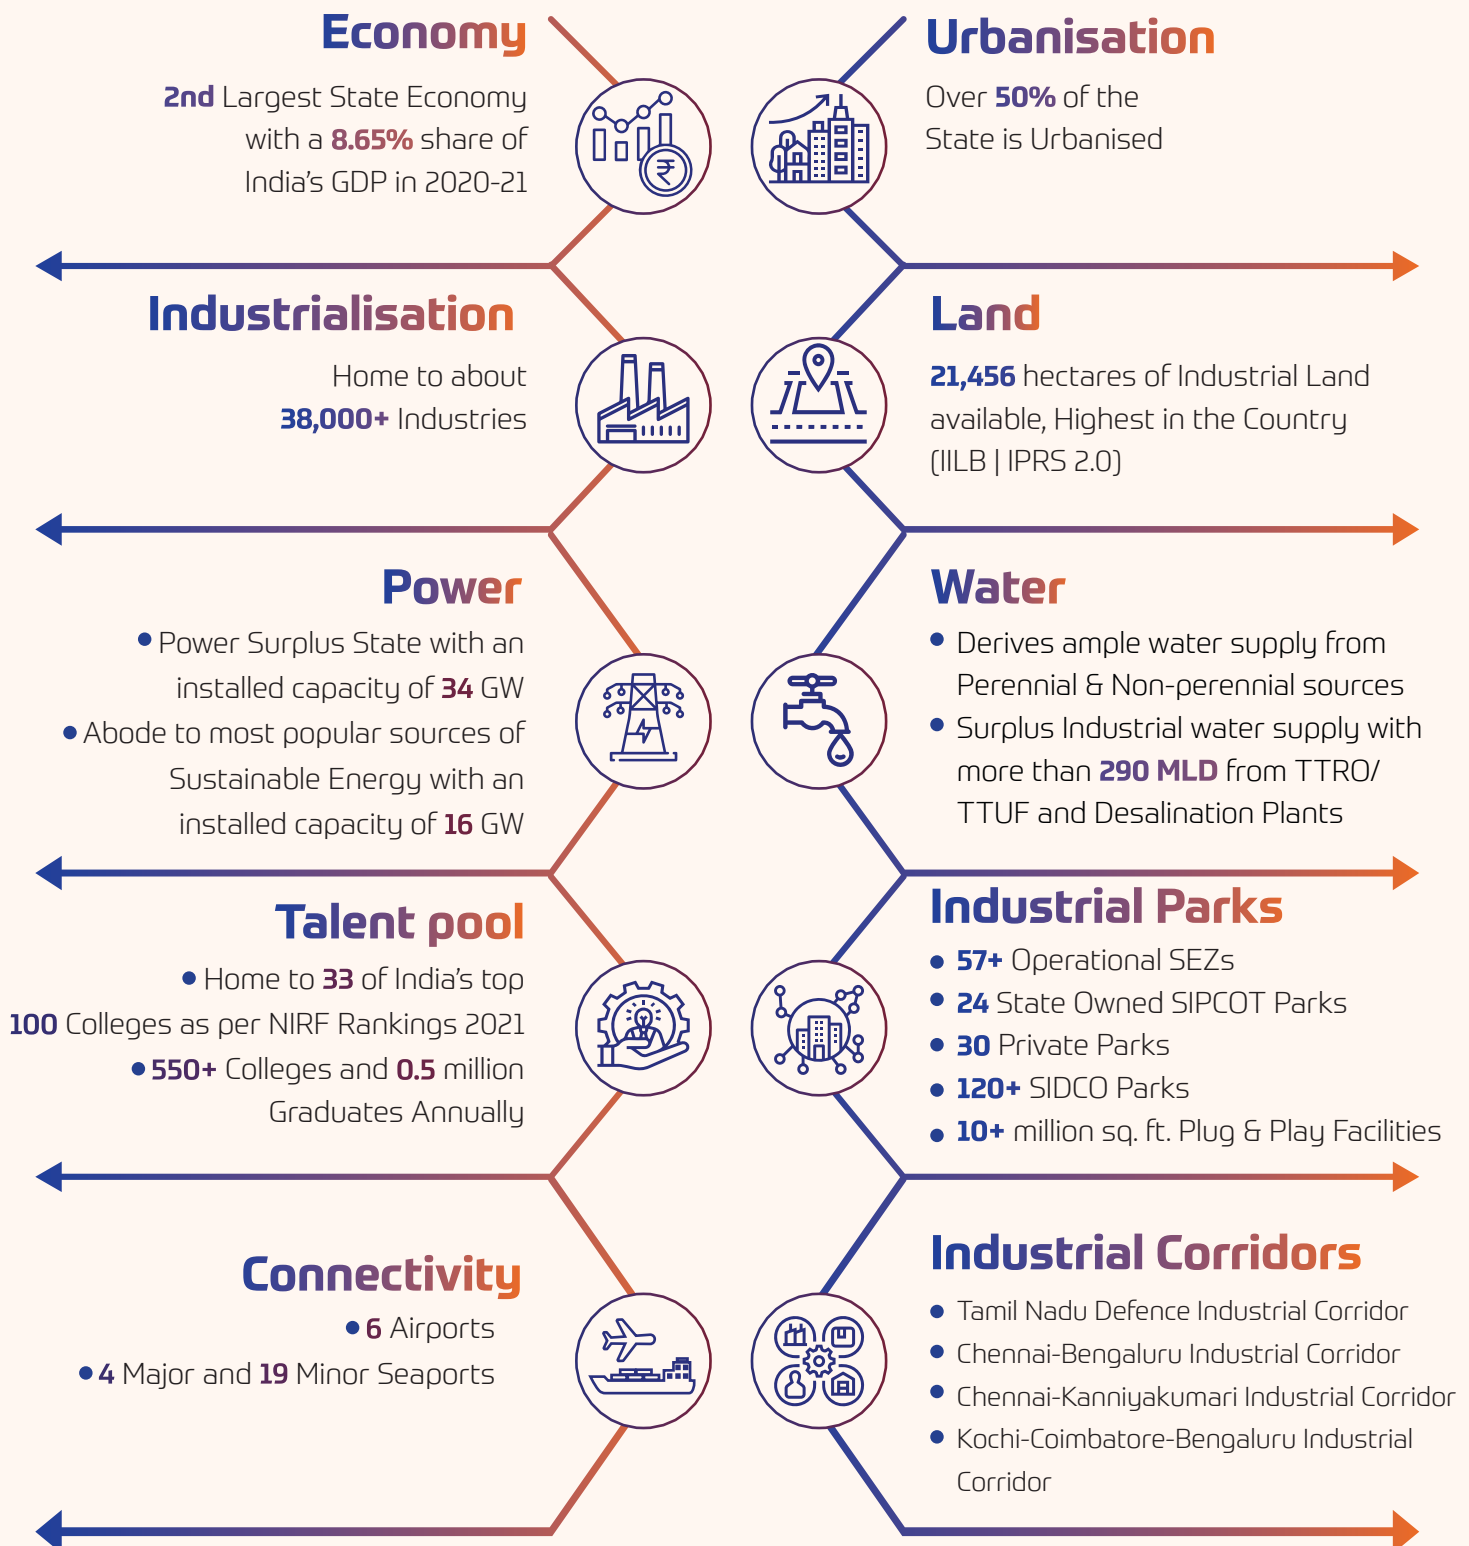 Economy
2nd Largest State Economy
with a 8.65% share of
India's GDP in 2020-21
Urbanisation
Over 50% of the
State is Urbanised
Industrialisation
Home to about
38,000+ Industries
Land
21,456 hectares of Industrial Land
available, Highest in the Country
(IILB | IPRS 2.0)
Power
• Power Surplus State with an
installed capacity of 34 GW
• Abode to most popular sources of
Sustainable Energy with an
installed capacity of 16 GW
Water
• Derives ample water supply from
Perennial & Non-perennial sources
• Surplus Industrial water supply with
more than 290 MLD from TTRO/
TTUF and Desalination Plants
Talent pool
• Home to 33 of India's top
100 Colleges as per NIRF Rankings 2021
• 550+ Colleges and 0.5 million
Graduates Annually
Industrial Parks
• 57+ Operational SEZs
• 24 State Owned SIPCOT Parks
• 30 Private Parks
• 120+ SIDCO Parks
• 10+ million sq. ft. Plug & Play Facilities
Connectivity
• 6 Airports
• 4 Major and 19 Minor Seaports
Industrial Corridors
• Tamil Nadu Defence Industrial Corridor
• Chennai-Bengaluru Industrial Corridor
• Chennai-Kanniyakumari Industrial Corridor
• Kochi-Coimbatore-Bengaluru Industrial
Corridor